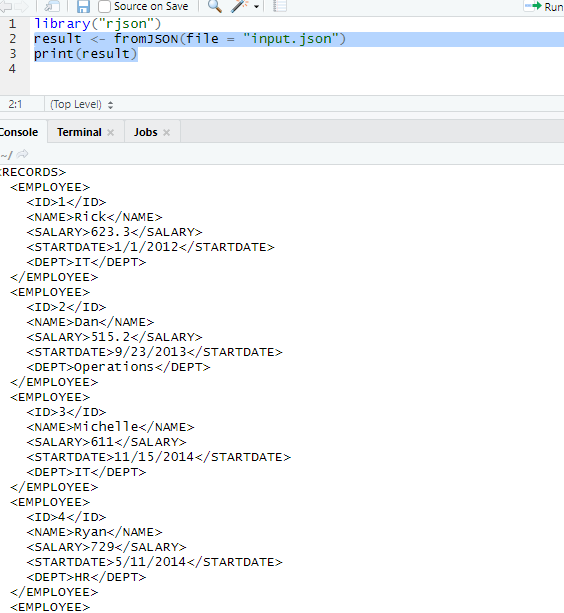 Source on Save
Run
1 library("rjson")
2 result <- fromJSON(file = "input.json")
3 print(result)
4
2:1 (Top Level)
Console Terminal Jobs
~/
<RECORDS>
<EMPLOYEE>
<ID>1</ID>
<NAME>Rick</NAME>
<SALARY>623.3</SALARY>
<STARTDATE>1/1/2012</STARTDATE>
<DEPT>IT</DEPT>
</EMPLOYEE>
<EMPLOYEE>
<ID>2</ID>
<NAME>Dan</NAME>
<SALARY>515.2</SALARY>
<STARTDATE>9/23/2013</STARTDATE>
<DEPT>Operations</DEPT>
</EMPLOYEE>
<EMPLOYEE>
<ID>3</ID>
<NAME>Michelle</NAME>
<SALARY>611</SALARY>
<STARTDATE>11/15/2014</STARTDATE>
<DEPT>IT</DEPT>
</EMPLOYEE>
<EMPLOYEE>
<ID>4</ID>
<NAME>Ryan</NAME>
<SALARY>729</SALARY>
<STARTDATE>5/11/2014</STARTDATE>
<DEPT>HR</DEPT>
</EMPLOYEE>
<EMPLOYEE>